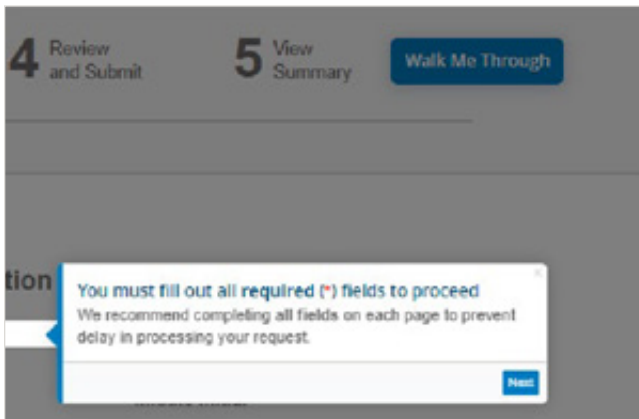 4 Review
and Submit
5 View
Summary
Walk Me Through
tion
×
You must fill out all required (*) fields to proceed
We recommend completing all fields on each page to prevent
delay in processing your request.
Next